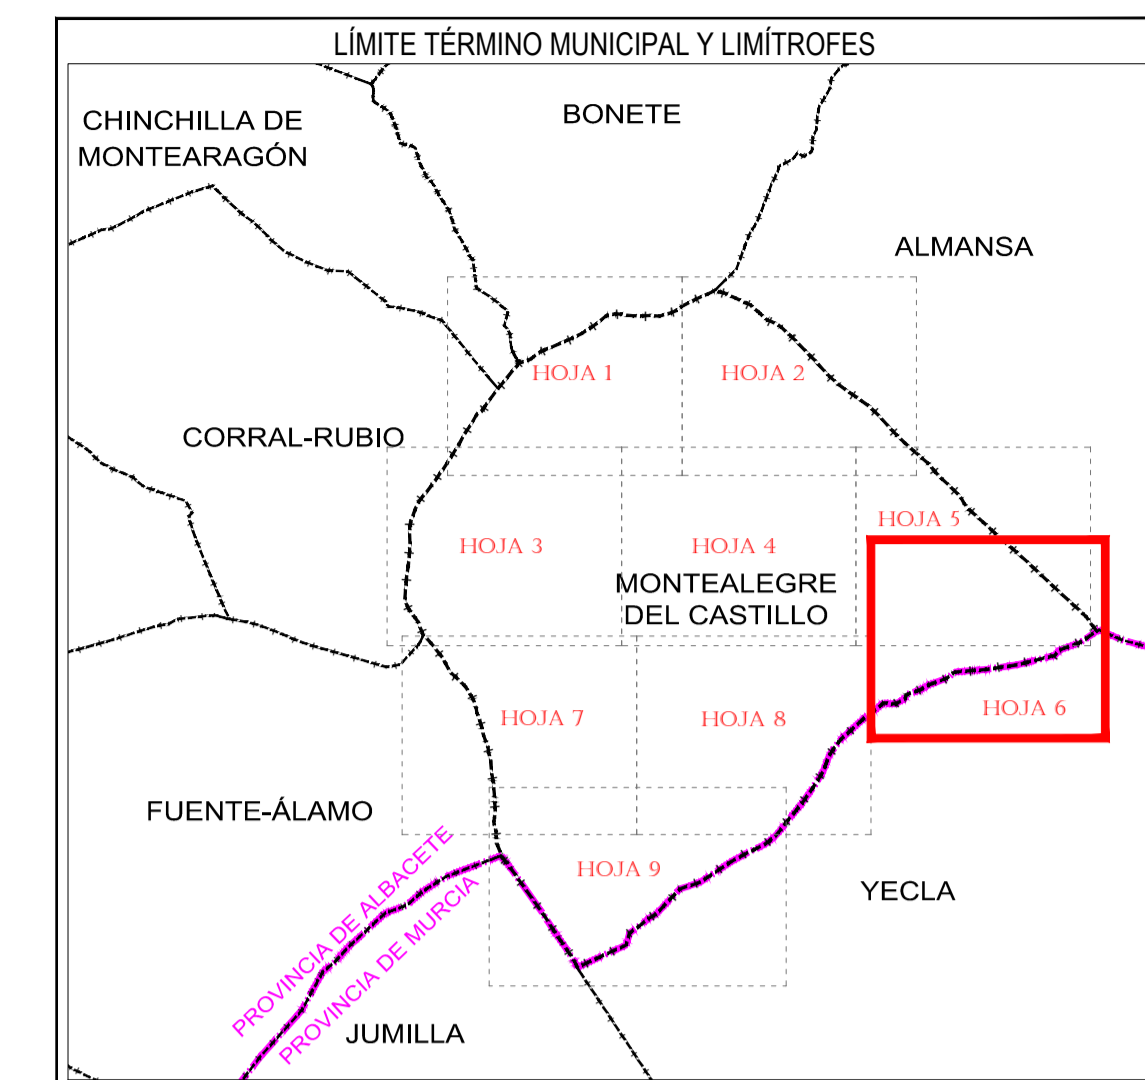 LÍMITE TÉRMINO MUNICIPAL Y LIMÍTROFES
CHINCHILLA DE
MONTEARAGÓN
BONETE
ALMANSA
HOJA 1
HOJA 2
CORRAL-RUBIO
HOJA 3
HOJA 4
HOJA 5
MONTEALEGRE
DEL CASTILLO
HOJA 7
HOJA 8
HOJA 6
FUENTE-ÁLAMO
HOJA 9
YECLA
PROVINCIA DE ALBACETE
PROVINCIA DE MURCIA
JUMILLA